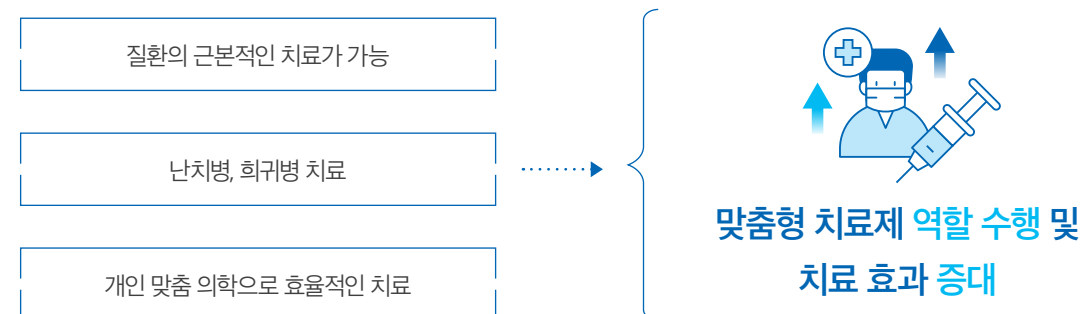 질환의 근본적인 치료가 가능
난치병, 희귀병 치료
개인 맞춤 의학으로 효율적인 치료
맞춤형 치료제 역할 수행 및
치료 효과 증대